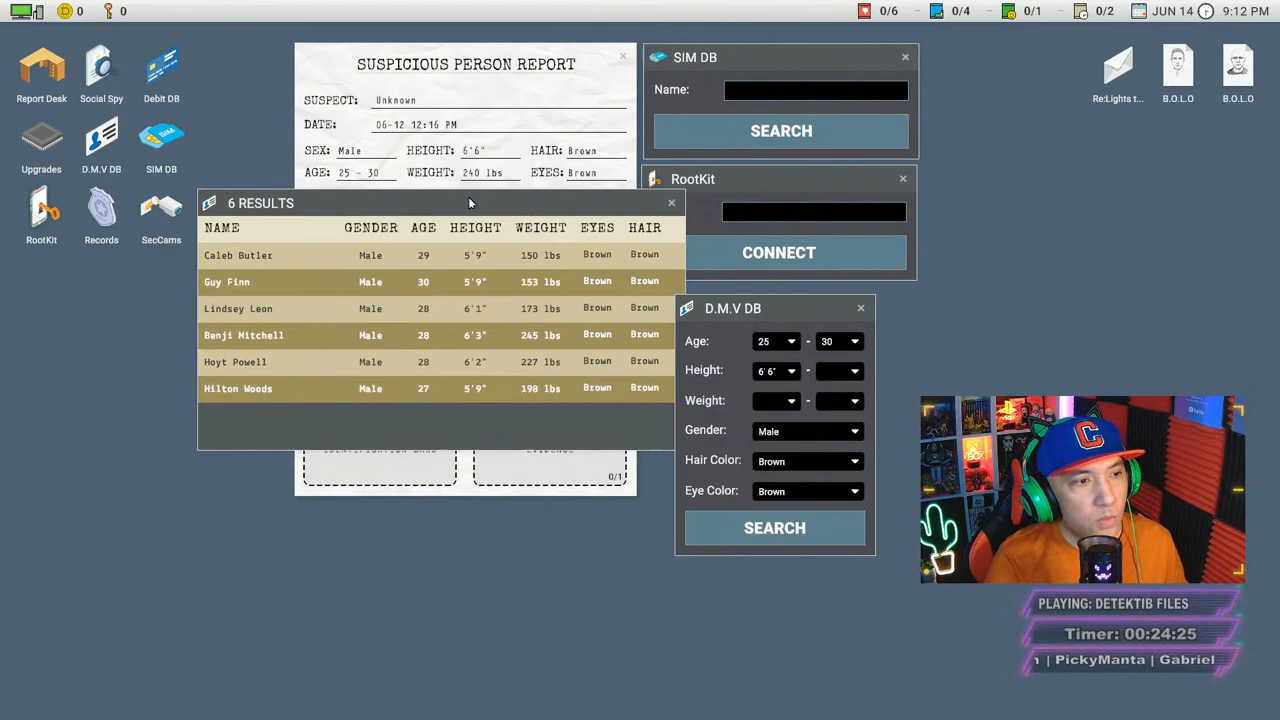 0
0
0/6
0/4
0/1
0/2
JUN 14
9:12 PM
Report Desk
Social Spy
Debit DB
Upgrades
D.M.V DB
SIM DB
RootKit
Records
SecCams
SUSPICIOUS PERSON REPORT
SUSPECT: Unknown
DATE: 06-12 12:16 PM
SEX: Male HEIGHT: 6'6" HAIR: Brown
AGE: 25 - 30 WEIGHT: 240 lbs EYES: Brown
6 RESULTS
NAME GENDER AGE HEIGHT WEIGHT EYES HAIR
Caleb Butler Male 29 5'9" 150 lbs Brown Brown
Guy Finn Male 30 5'9" 153 lbs Brown Brown
Lindsey Leon Male 28 6'1" 173 lbs Brown Brown
Benji Mitchell Male 28 6'3" 245 lbs Brown Brown
Hoyt Powell Male 28 6'2" 227 lbs Brown Brown
Hilton Woods Male 27 5'9" 198 lbs Brown Brown
0/1
SIM DB
Name:
SEARCH
RootKit
CONNECT
D.M.V DB
Age: 25 - 30
Height: 6'6" -
Weight: -
Gender: Male
Hair Color: Brown
Eye Color: Brown
SEARCH
Re:Lights t...
B.O.L.O
B.O.L.O
C
PLAYING: DETEKTIB FILES
Timer: 00:24:25
| PickyManta | Gabriel